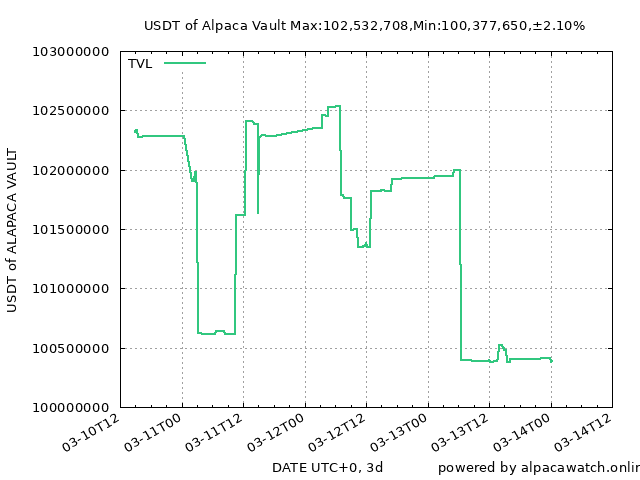 USDT of Alpaca Vault Max:102,532,708,Min:100,377,650,±2.10%
103000000
TVL
102500000
102000000
101500000
101000000
100500000
100000000
USDT of ALAPACA VAULT
03-10T12
03-11T00
03-11T12
03-12T00
03-12T12
03-13T00
03-13T12
03-14T00
03-14T12
DATE UTC+0, 3d
powered by alpacawatch.onlin